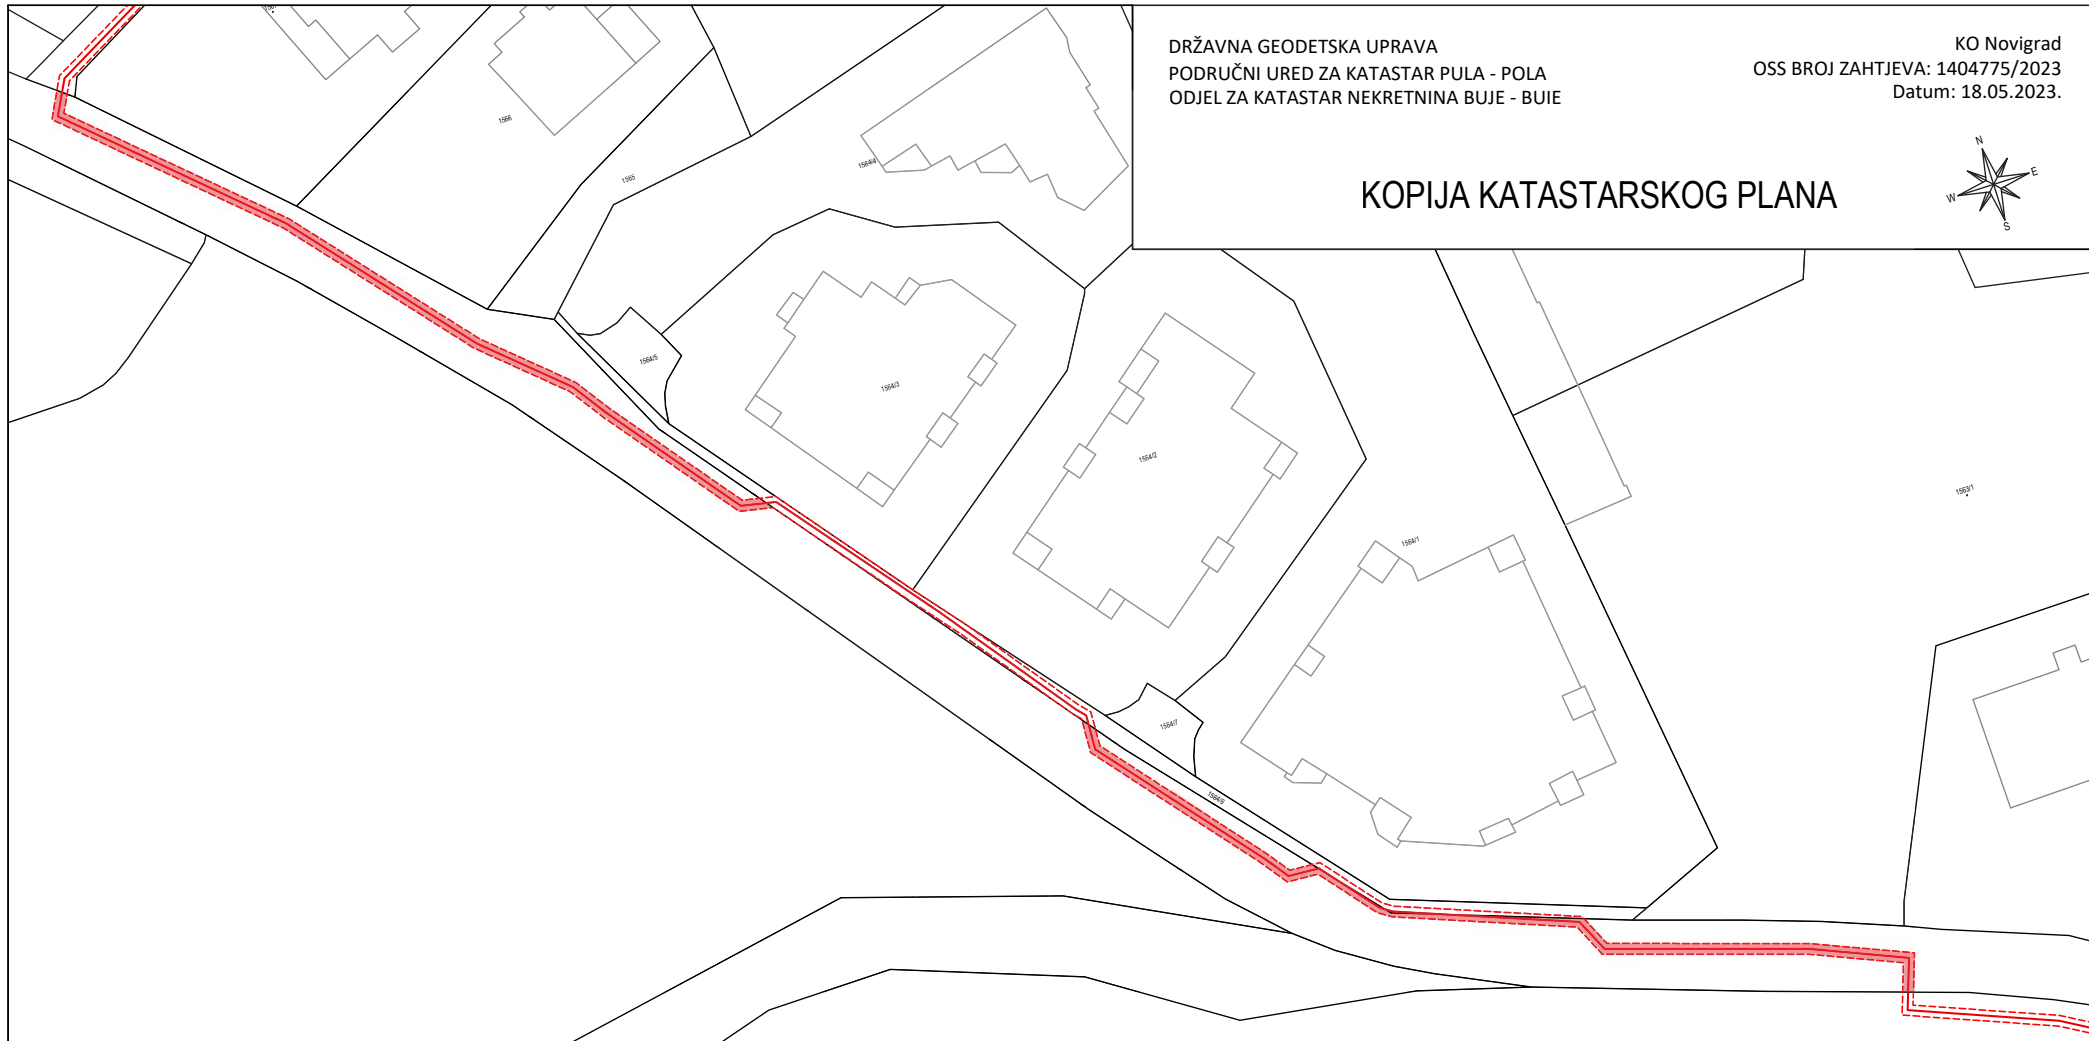 DRŽAVNA GEODETSKA UPRAVA
PODRUČNI URED ZA KATASTAR PULA - POLA
ODJEL ZA KATASTAR NEKRETNINA BUJE - BUIE
KO Novigrad
OSS BROJ ZAHTJEVA: 1404775/2023
Datum: 18.05.2023.
KOPIJA KATASTARSKOG PLANA
N
E
W
S
1566
1565
1564/4
1564/5
1564/3
1564/2
1564/1
1563/1
1564/7
1564/6